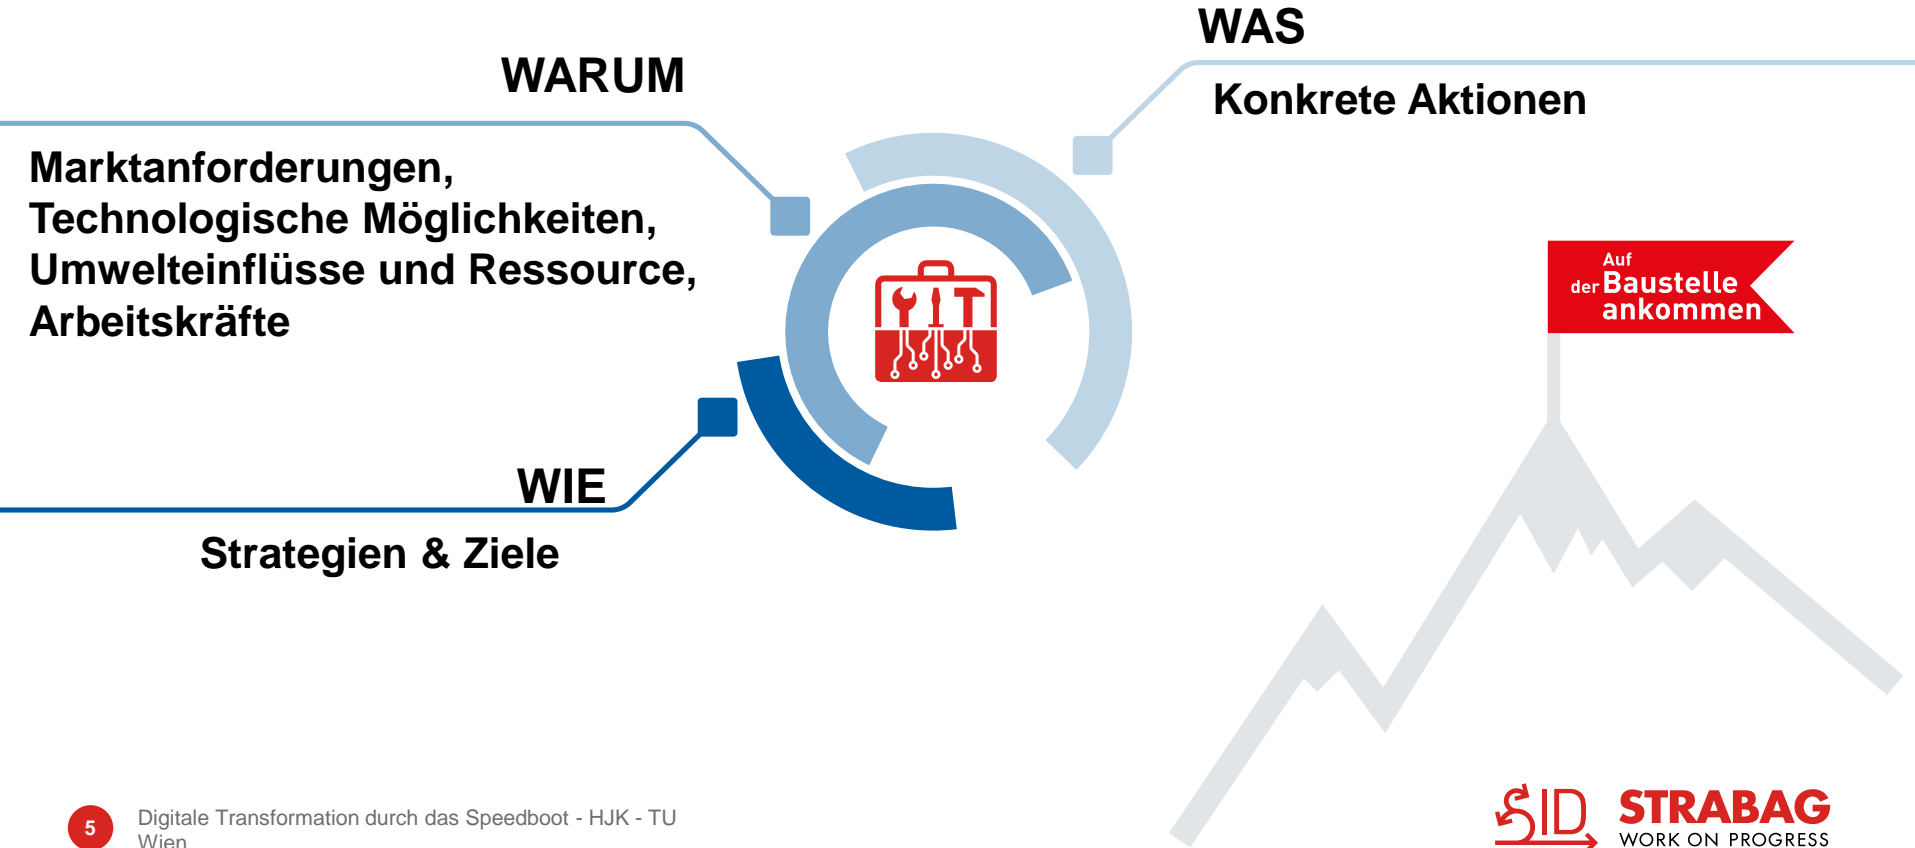 WAS
WARUM
Konkrete Aktionen
Marktanforderungen,
Technologische Möglichkeiten,
Umwelteinflüsse und Ressource,
Arbeitskräfte
Auf
der Baustelle
ankommen
WIE
Strategien & Ziele
5
Digitale Transformation durch das Speedboot - HJK - TU
Wien
SID
STRABAG
WORK ON PROGRESS